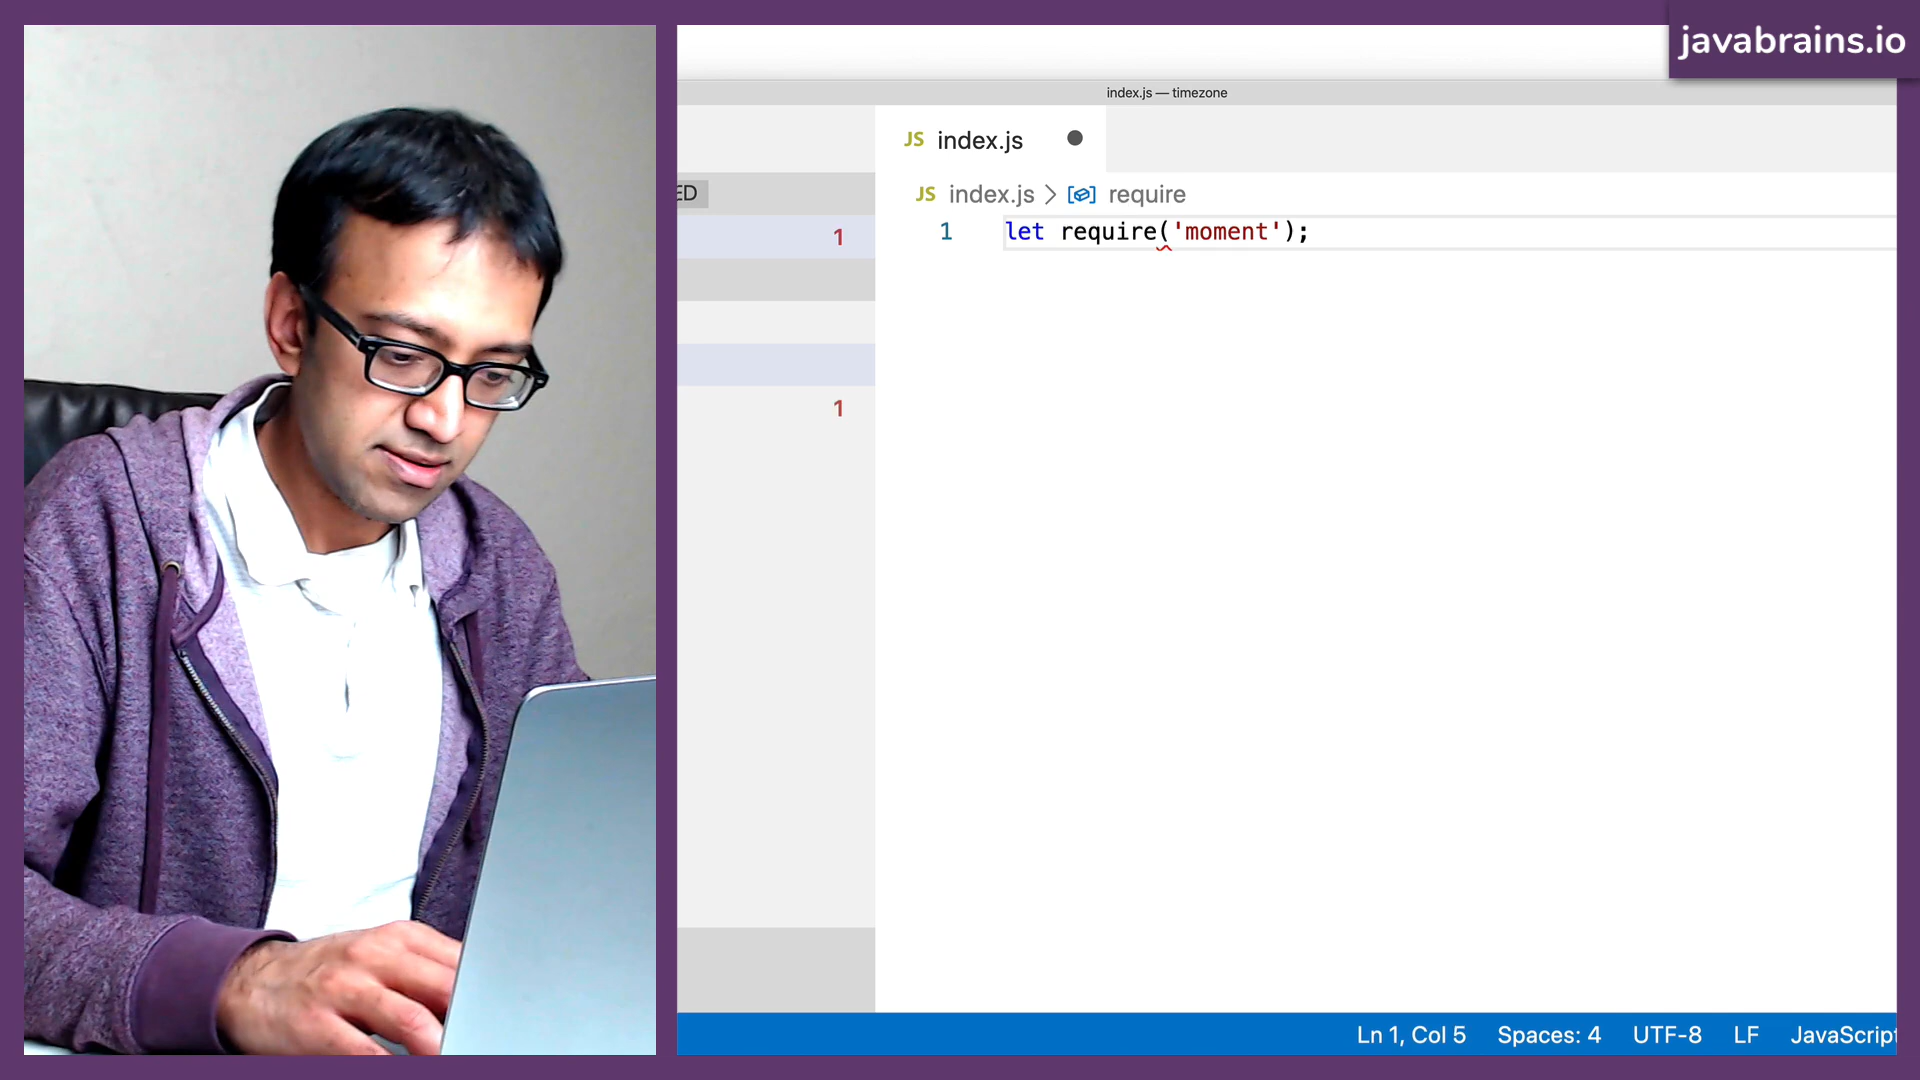 javabrains.io
index.js — timezone
JS index.js
ED
JS index.js > require
1
1 let require('moment');
1
Ln 1, Col 5 Spaces: 4 UTF-8 LF JavaScript